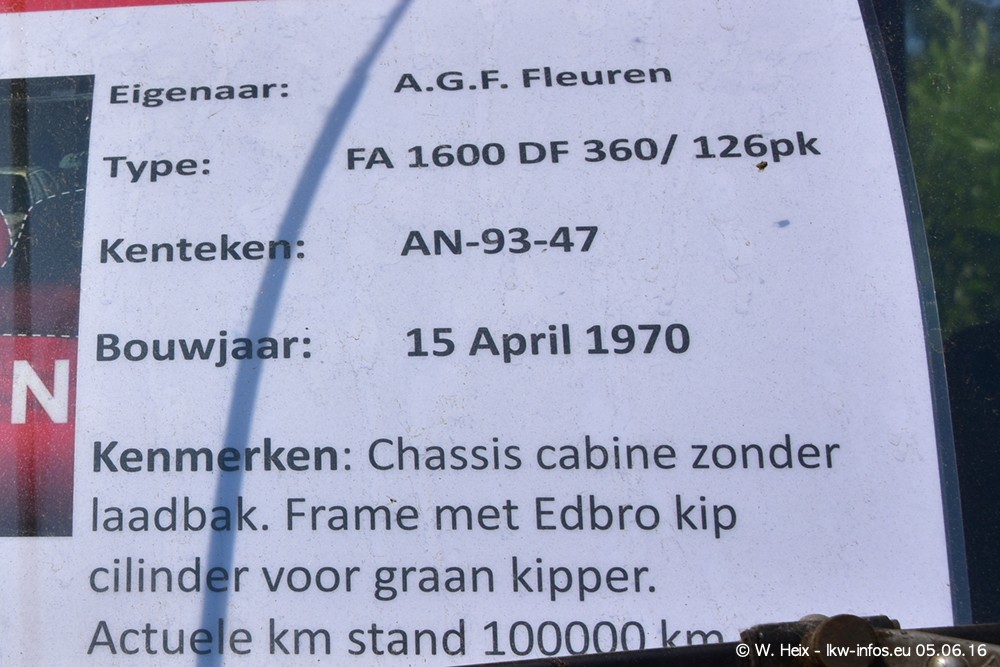 Eigenaar: A.G.F. Fleuren
Type: FA 1600 DF 360/ 126pk
Kenteken: AN-93-47
Bouwjaar: 15 April 1970
N
Kenmerken: Chassis cabine zonder
laadbak. Frame met Edbro kip
cilinder voor graan kipper.
Actuele km stand 100000 km
© W. Heix - lkw-infos.eu 05.06.16